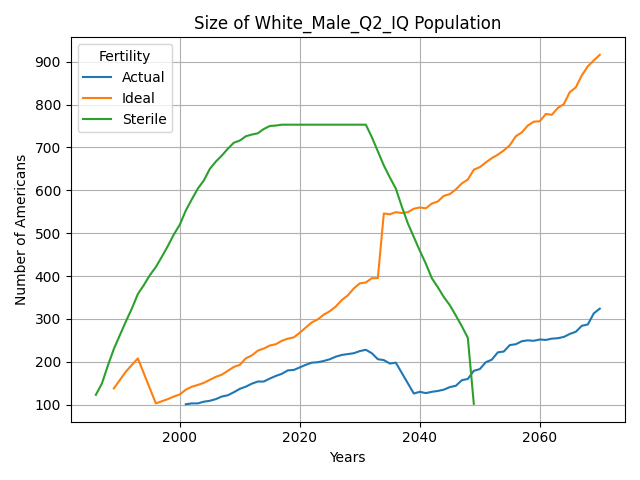 Size of White_Male_Q2_IQ Population
Fertility
Actual
Ideal
Sterile
Number of Americans
900
800
700
600
500
400
300
200
100
2000
2020
2040
2060
Years